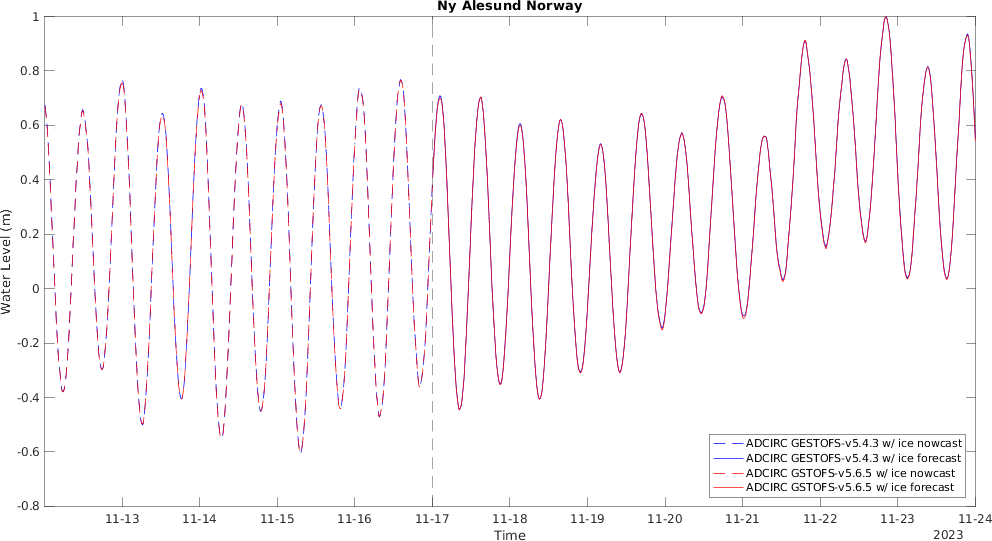 Ny Alesund Norway
1
0.8
0.6
0.4
0.2
0
-0.2
-0.4
-0.6
-0.8
Water Level (m)
ADCIRC GESTOFS-v5.4.3 w/ ice nowcast
ADCIRC GESTOFS-v5.4.3 w/ ice forecast
ADCIRC GSTOFS-v5.6.5 w/ ice nowcast
ADCIRC GSTOFS-v5.6.5 w/ ice forecast
11-13 11-14 11-15 11-16 11-17 11-18 11-19 11-20 11-21 11-22 11-23 11-24
Time
2023